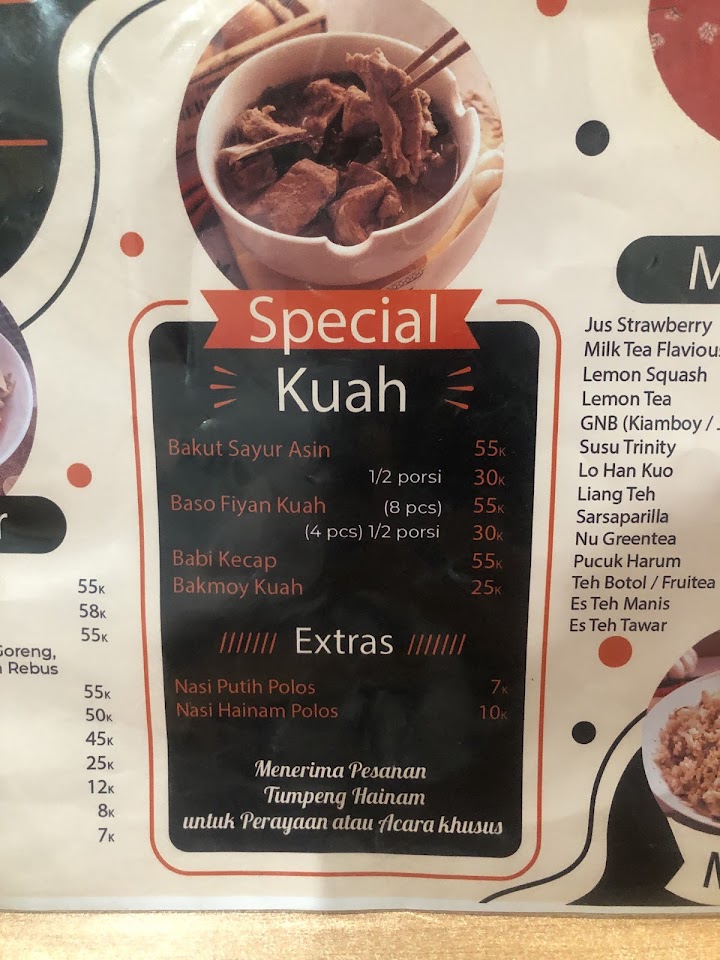 Special
Kuah
Bakut Sayur Asin 55K
1/2 porsi 30K
Baso Fiyan Kuah (8 pcs) 55K
(4 pcs) 1/2 porsi 30K
Babi Kecap 55K
Bakmoy Kuah 25K
Extras
Nasi Putih Polos 7K
Nasi Hainam Polos 10K
Menerima Pesanan
Tumpeng Hainam
untuk Perayaan atau Acara khusus
55K
58K
55K
Goreng,
Rebus
55K
50K
45K
25K
12K
8K
7K
M
Jus Strawberry
Milk Tea Flavious
Lemon Squash
Lemon Tea
GNB (Kiamboy /
Susu Trinity
Lo Han Kuo
Liang Teh
Sarsaparilla
Nu Greentea
Pucuk Harum
Teh Botol / Fruitea
Es Teh Manis
Es Teh Tawar